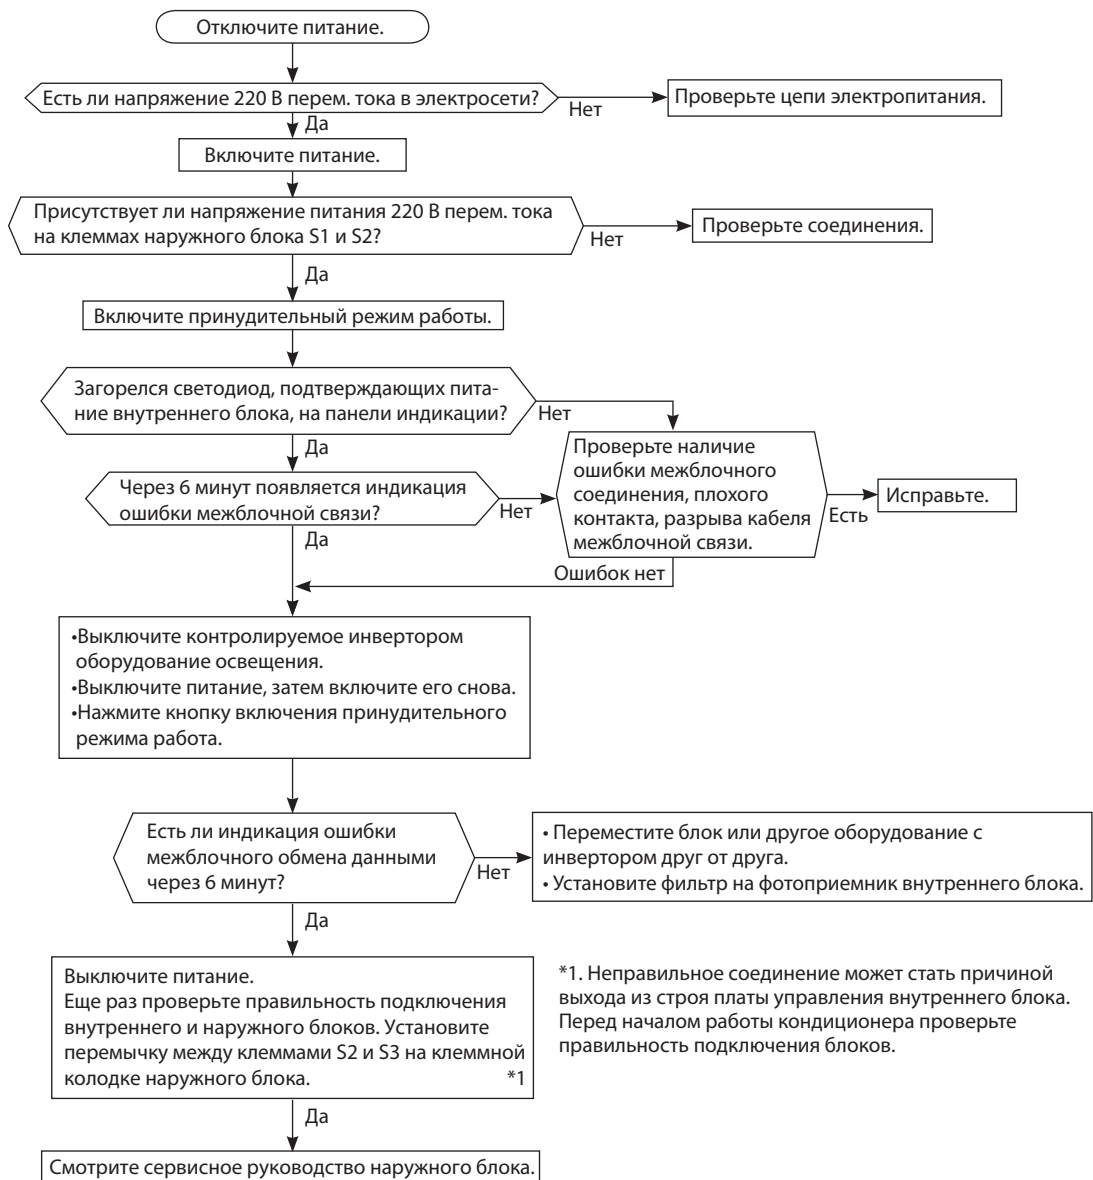 Отключите питание.
Есть ли напряжение 220 В перем. тока в электросети?
Нет
Проверьте цепи электропитания.
Да
Включите питание.
Присутствует ли напряжение питания 220 В перем. тока
на клеммах наружного блока S1 и S2?
Нет
Проверьте соединения.
Да
Включите принудительный режим работы.
Загорелся светодиод, подтверждающих пита-
ние внутреннего блока, на панели индикации?
Нет
Да
Проверьте наличие
ошибки межблочного
соединения, плохого
контакта, разрыва кабеля
межблочной связи.
Есть
Исправьте.
Через 6 минут появляется индикация
ошибки межблочной связи?
Нет
Да
Ошибок нет
•Выключите контролируемое инвертором
оборудование освещения.
•Выключите питание, затем включите его снова.
•Нажмите кнопку включения принудительного
режима работа.
Есть ли индикация ошибки
межблочного обмена данными
через 6 минут?
Нет
• Переместите блок или другое оборудование с
инвертором друг от друга.
• Установите фильтр на фотоприемник внутреннего блока.
Да
Выключите питание.
Еще раз проверьте правильность подключения
внутреннего и наружного блоков. Установите
перемычку между клеммами S2 и S3 на клеммной
колодке наружного блока. *1
*1. Неправильное соединение может стать причиной
выхода из строя платы управления внутреннего блока.
Перед началом работы кондиционера проверьте
правильность подключения блоков.
Да
Смотрите сервисное руководство наружного блока.